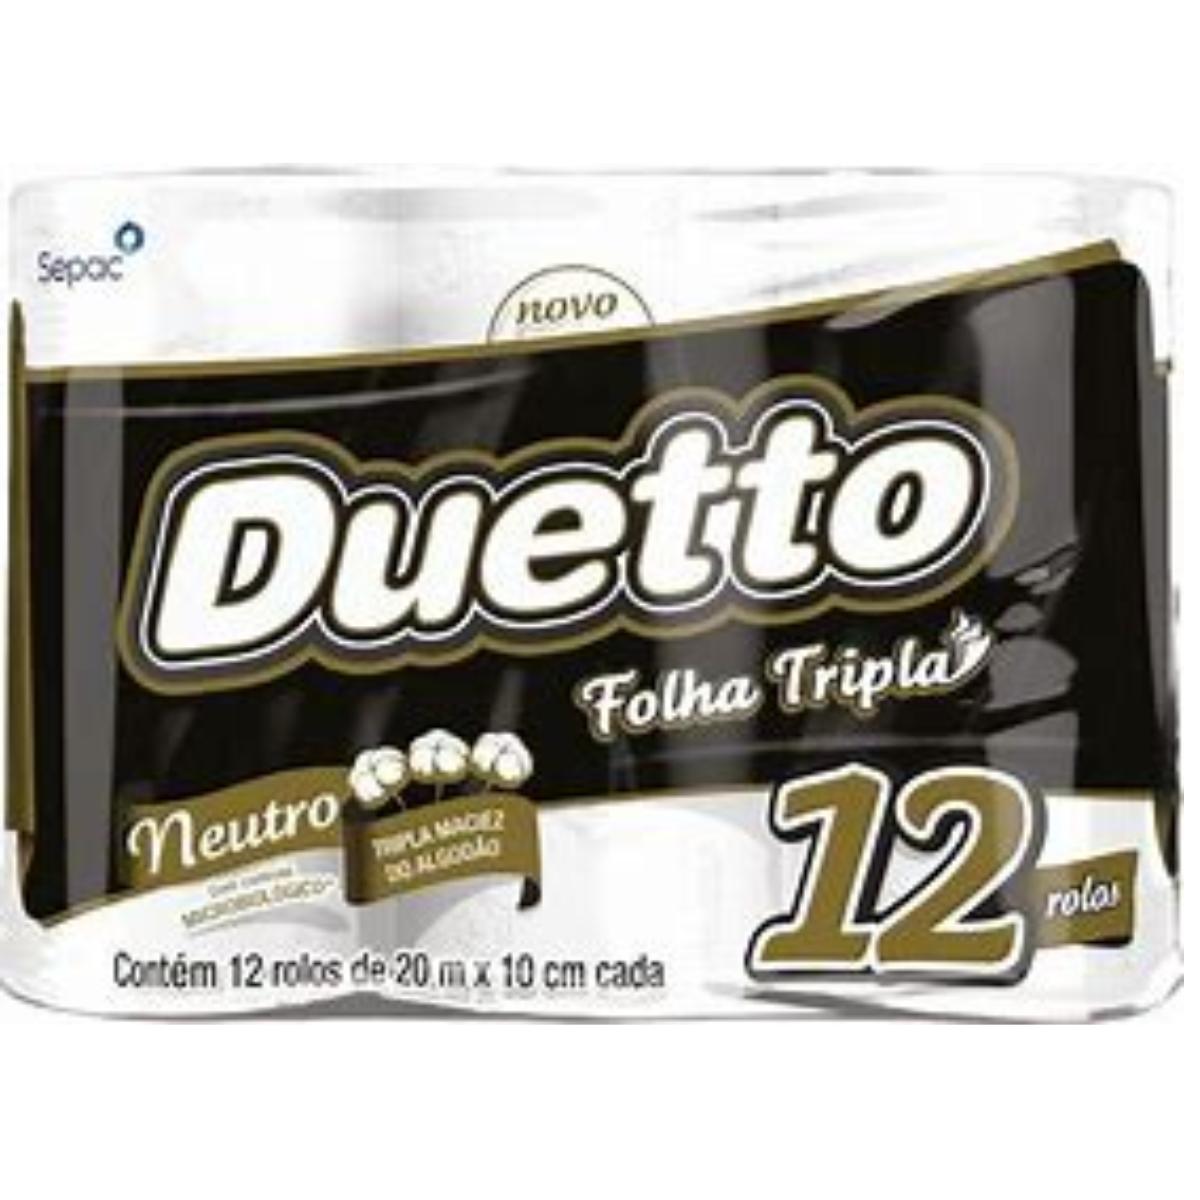 Sepac
novo
Duetto
Folha Tripla
Neutro
TRIPLA MACIEZ
DO ALGODÃO
MICROBIOLÓGICO
12
rolos
Contém 12 rolos de 20 m x 10 cm cada